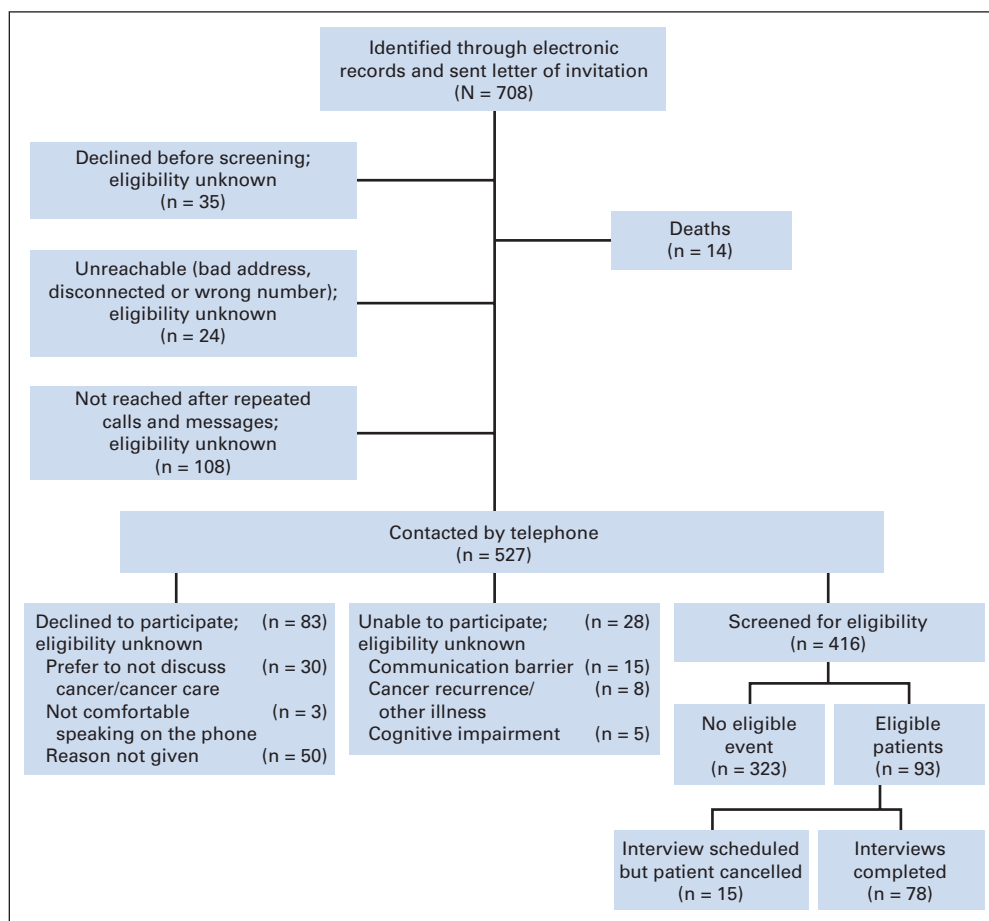 Identified through electronic
records and sent letter of invitation
(N = 708)
Declined before screening;
eligibility unknown
(n = 35)
Deaths
(n = 14)
Unreachable (bad address,
disconnected or wrong number);
eligibility unknown
(n = 24)
Not reached after repeated
calls and messages;
eligibility unknown
(n = 108)
Contacted by telephone
(n = 527)
Declined to participate; (n = 83)
eligibility unknown
Prefer to not discuss (n = 30)
cancer/cancer care
Not comfortable (n = 3)
speaking on the phone
Reason not given (n = 50)
Unable to participate; (n = 28)
eligibility unknown
Communication barrier (n = 15)
Cancer recurrence/ (n = 8)
other illness
Cognitive impairment (n = 5)
Screened for eligibility
(n = 416)
No eligible
event
(n = 323)
Eligible
patients
(n = 93)
Interview scheduled
but patient cancelled
(n = 15)
Interviews
completed
(n = 78)